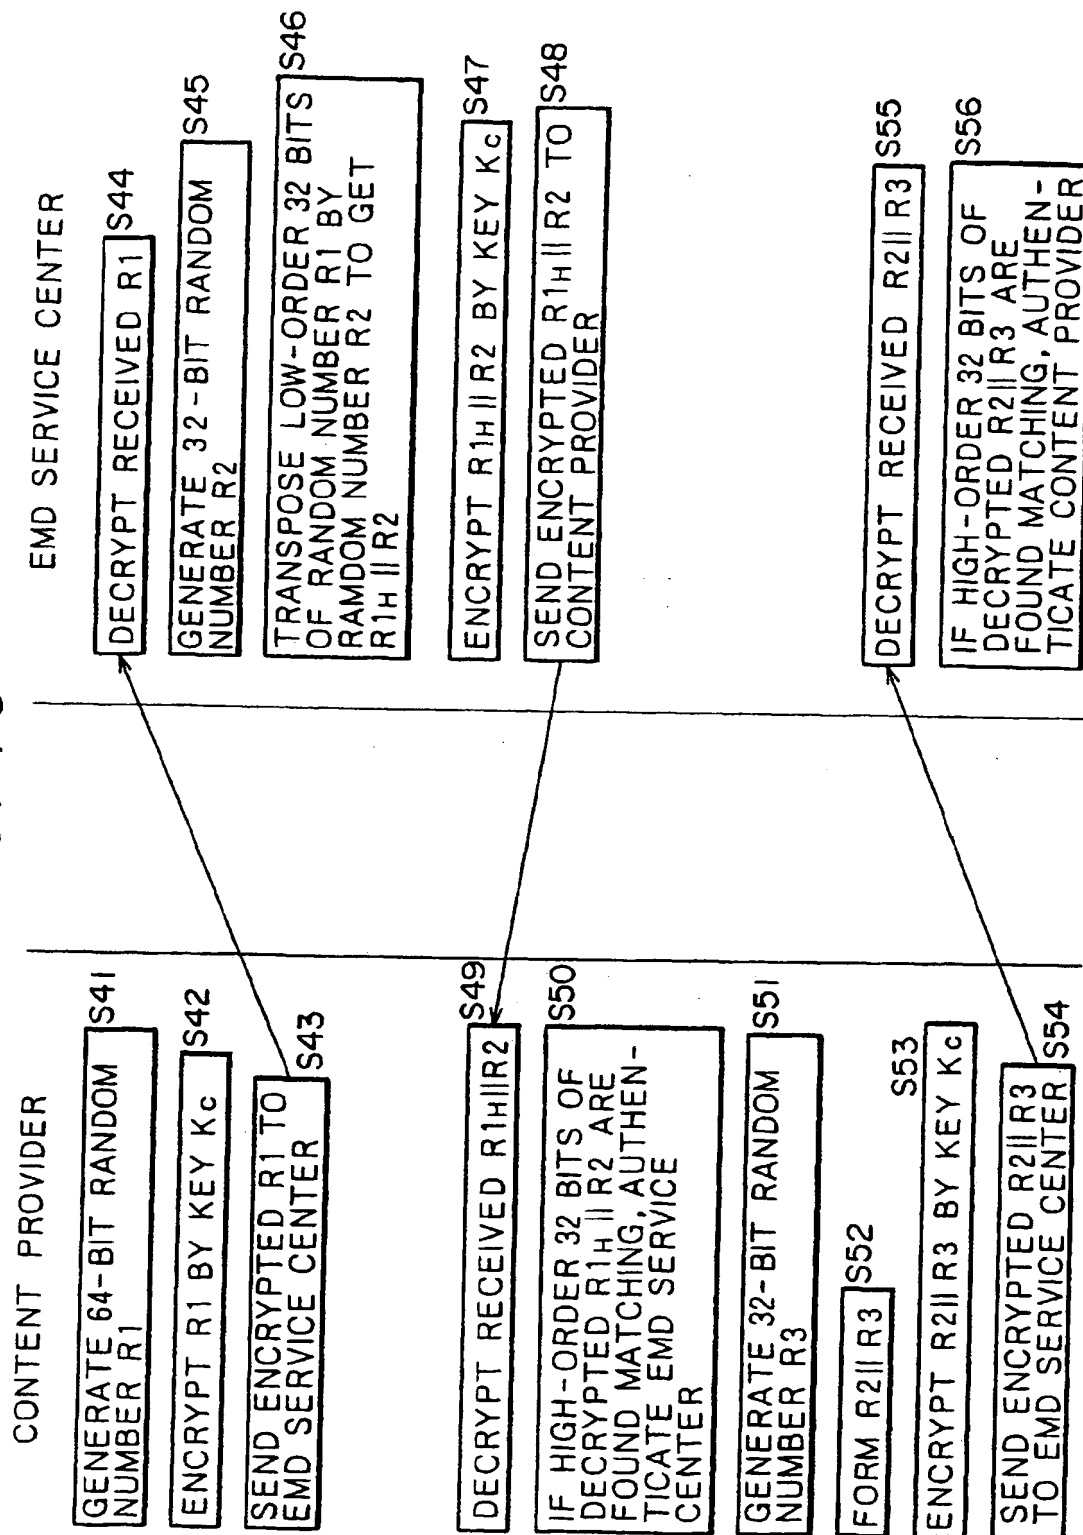 CONTENT PROVIDER
GENERATE 64-BIT RANDOM
NUMBER R1
S41
ENCRYPT R1 BY KEY Kc
S42
SEND ENCRYPTED R1 TO
EMD SERVICE CENTER
S43
DECRYPT RECEIVED R1H||R2
S49
IF HIGH-ORDER 32 BITS OF
DECRYPTED R1H || R2 ARE
FOUND MATCHING, AUTHEN-
TICATE EMD SERVICE
CENTER
S50
GENERATE 32-BIT RANDOM
NUMBER R3
S51
FORM R2|| R3
S52
ENCRYPT R2|| R3 BY KEY Kc
S53
SEND ENCRYPTED R2|| R3
TO EMD SERVICE CENTER
S54
EMD SERVICE CENTER
DECRYPT RECEIVED R1
S44
GENERATE 32-BIT RANDOM
NUMBER R2
S45
TRANSPOSE LOW-ORDER 32 BITS
OF RANDOM NUMBER R1 BY
RAMDOM NUMBER R2 TO GET
R1H || R2
S46
ENCRYPT R1H || R2 BY KEY Kc
S47
SEND ENCRYPTED R1H || R2 TO
CONTENT PROVIDER
S48
DECRYPT RECEIVED R2|| R3
S55
IF HIGH-ORDER 32 BITS OF
DECRYPTED R2|| R3 ARE
FOUND MATCHING, AUTHEN-
TICATE CONTENT PROVIDER
S56